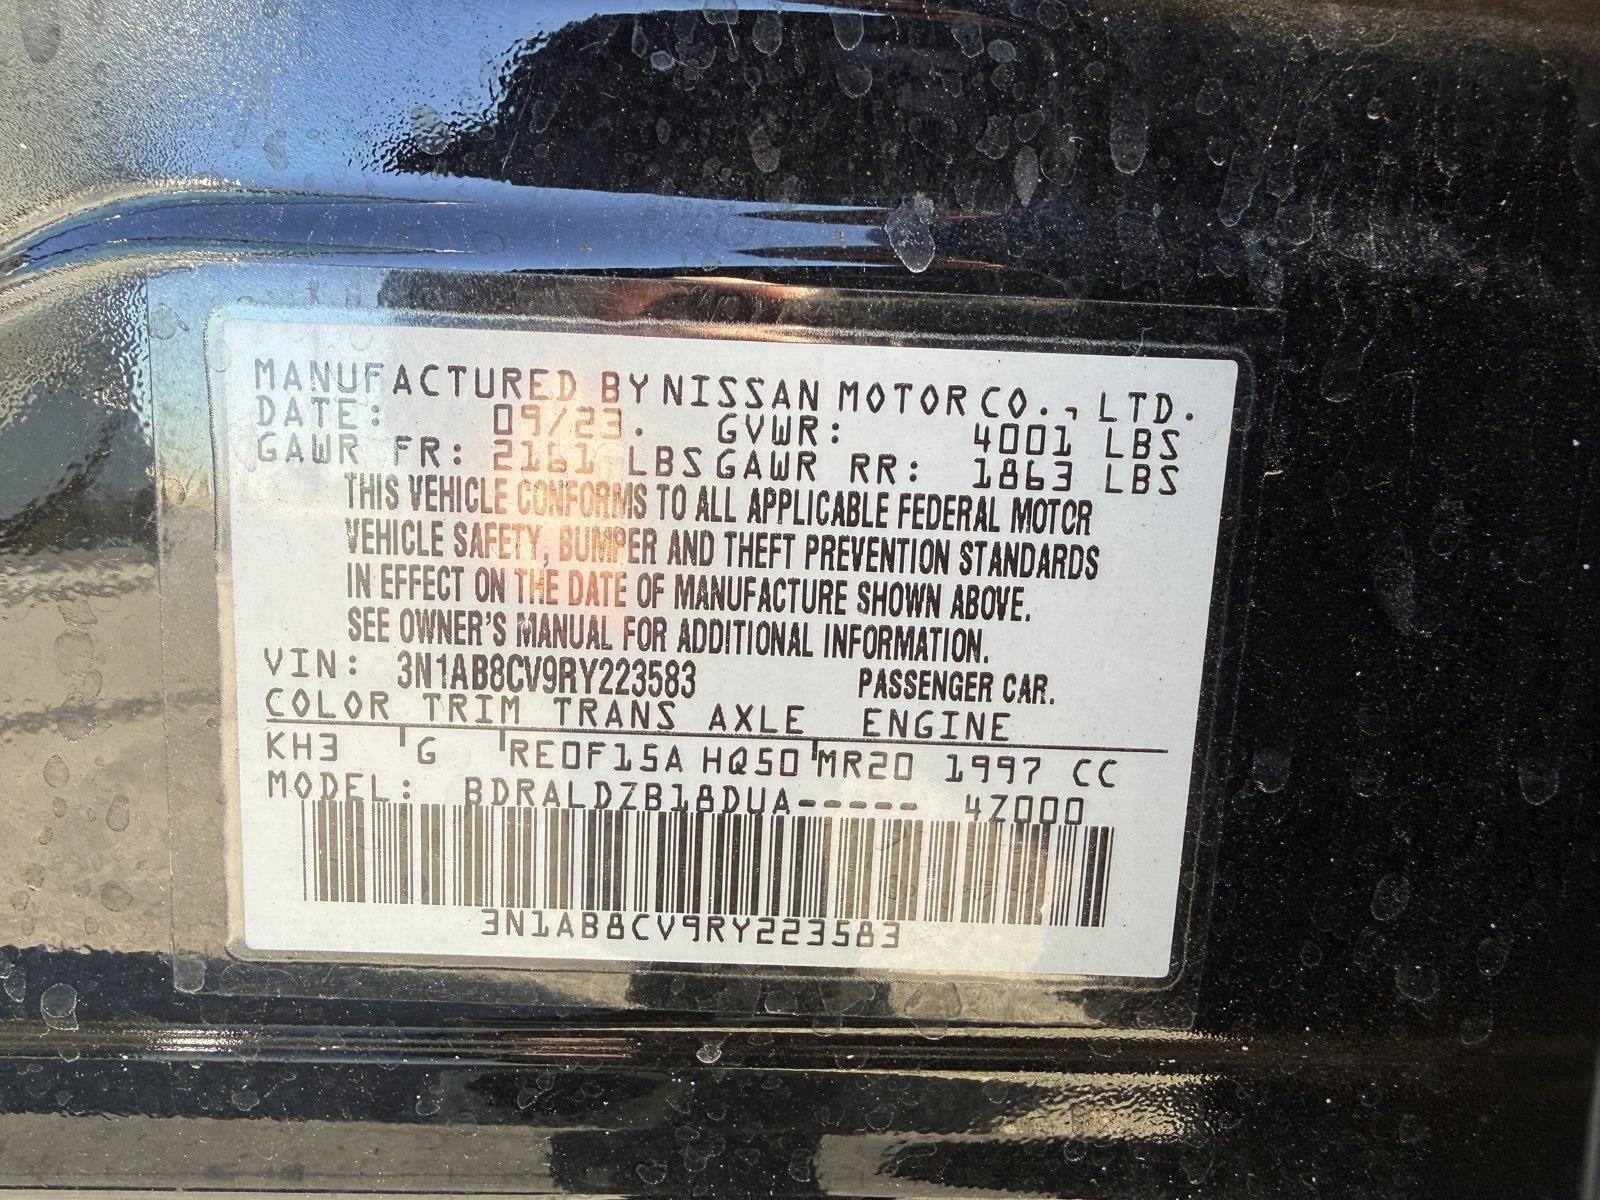 MANUFACTURED BY NISSAN MOTOR CO., LTD.
DATE: 09/23. GVWR: 4001 LBS
GAWR FR: 2161 LBS GAWR RR: 1863 LBS
THIS VEHICLE CONFORMS TO ALL APPLICABLE FEDERAL MOTOR
VEHICLE SAFETY, BUMPER AND THEFT PREVENTION STANDARDS
IN EFFECT ON THE DATE OF MANUFACTURE SHOWN ABOVE.
SEE OWNER'S MANUAL FOR ADDITIONAL INFORMATION.
VIN: 3N1AB8CV9RY223583 PASSENGER CAR.
COLOR TRIM TRANS AXLE ENGINE
KH3 G RE0F15A HQ50 MR20 1997 CC
MODEL: BDRALDZB18DUA----- 4Z000
3N1AB8CV9RY223583